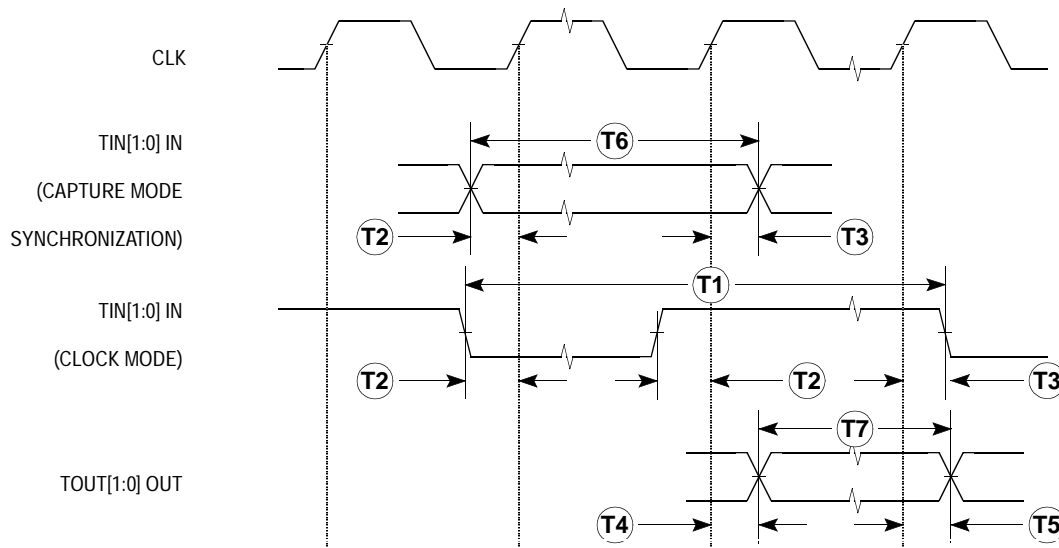 CLK
TIN[1:0] IN
T6
(CAPTURE MODE
SYNCHRONIZATION)
T2
T3
T1
TIN[1:0] IN
(CLOCK MODE)
T2
T2
T3
T7
TOUT[1:0] OUT
T4
T5